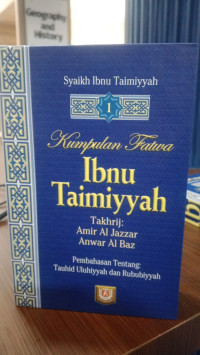 Geography
and
History
Syaikh Ibnu Taimiyyah
1
Kumpulan Fatwa
Ibnu
Taimiyyah
Takhrij:
Amir Al Jazzar
Anwar Al Baz
Pembahasan Tentang:
Tauhid Uluhiyyah dan Rububiyyah